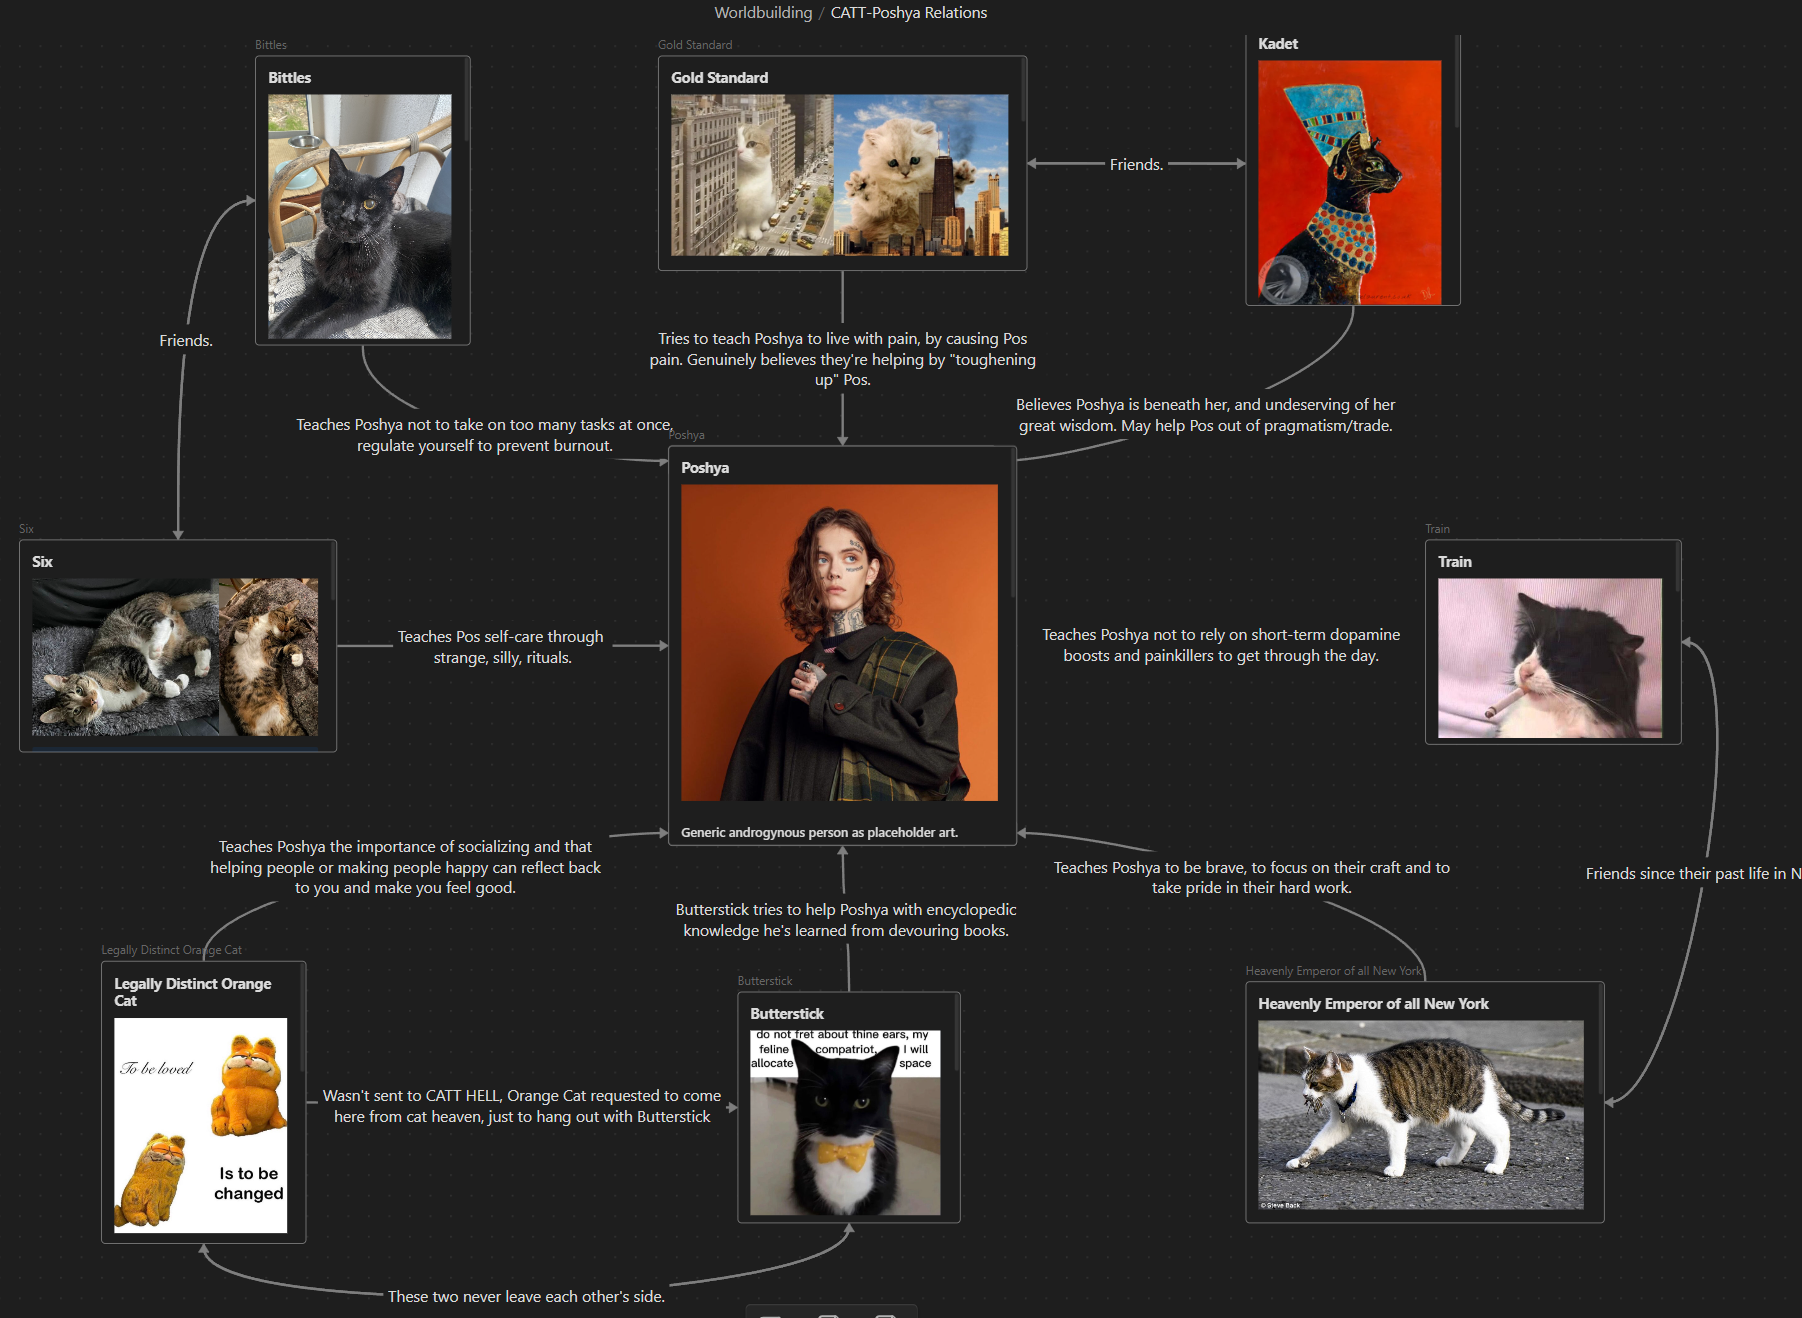 Worldbuilding / CATT-Poshya Relations
Bittles
Bittles
Gold Standard
Gold Standard
Kadet
Friends.
Friends.
Tries to teach Poshya to live with pain, by causing Pos
pain. Genuinely believes they're helping by "toughening
up" Pos.
Believes Poshya is beneath her, and undeserving of her
great wisdom. May help Pos out of pragmatism/trade.
Teaches Poshya not to take on too many tasks at once,
regulate yourself to prevent burnout.
Poshya
Poshya
Six
Six
Teaches Pos self-care through
strange, silly, rituals.
Train
Train
Teaches Poshya not to rely on short-term dopamine
boosts and painkillers to get through the day.
Generic androgynous person as placeholder art.
Teaches Poshya the importance of socializing and that
helping people or making people happy can reflect back
to you and make you feel good.
Teaches Poshya to be brave, to focus on their craft and to
take pride in their hard work.
Friends since their past life in N
Butterstick tries to help Poshya with encyclopedic
knowledge he's learned from devouring books.
Legally Distinct Orange Cat
Legally Distinct Orange
Cat
To be loved
Is to be
changed
Wasn't sent to CATT HELL, Orange Cat requested to come
here from cat heaven, just to hang out with Butterstick
Butterstick
Butterstick
do not fret about thine ears, my
feline compatriot, I will
allocate space
Heavenly Emperor of all New York
Heavenly Emperor of all New York
© Steve Back
These two never leave each other's side.